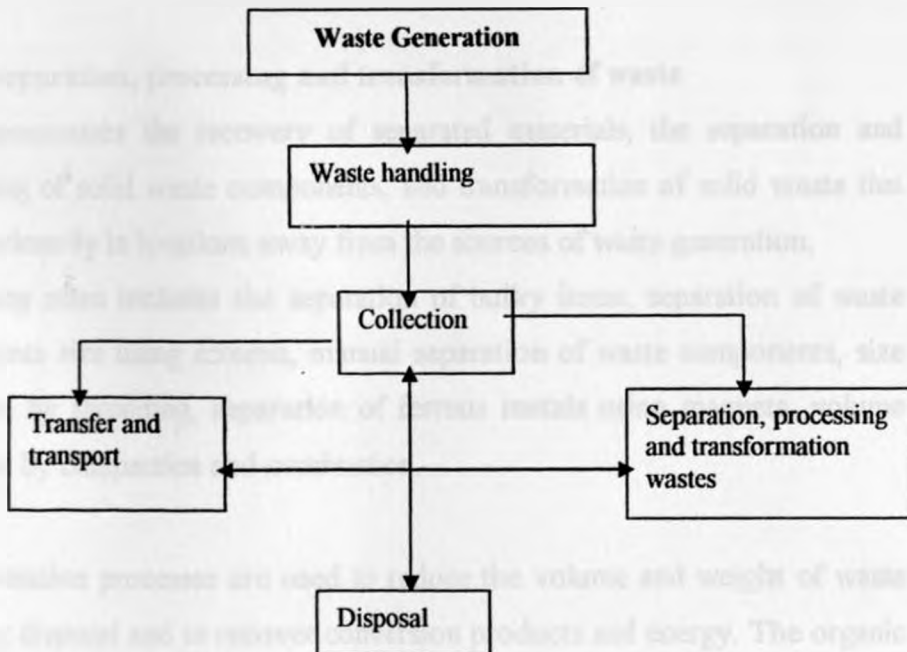 Waste Generation
Separation, processing and transformation of waste
the recovery of separated materials, the separation and
of solid waste components, and transformation of solid waste that
in locations away from the sources of waste generation.
Waste handling
often includes the separation of bulky items, separation of waste
Collection
using screens, manual separation of waste components, size
by shredding, separation of ferrous metals using magnets, volume
by compaction and
Transfer and
transport
Separation, processing
and transformation
wastes
processes are used to reduce the volume and weight of waste
disposal and to recover conversion products and energy. The organic
Disposal